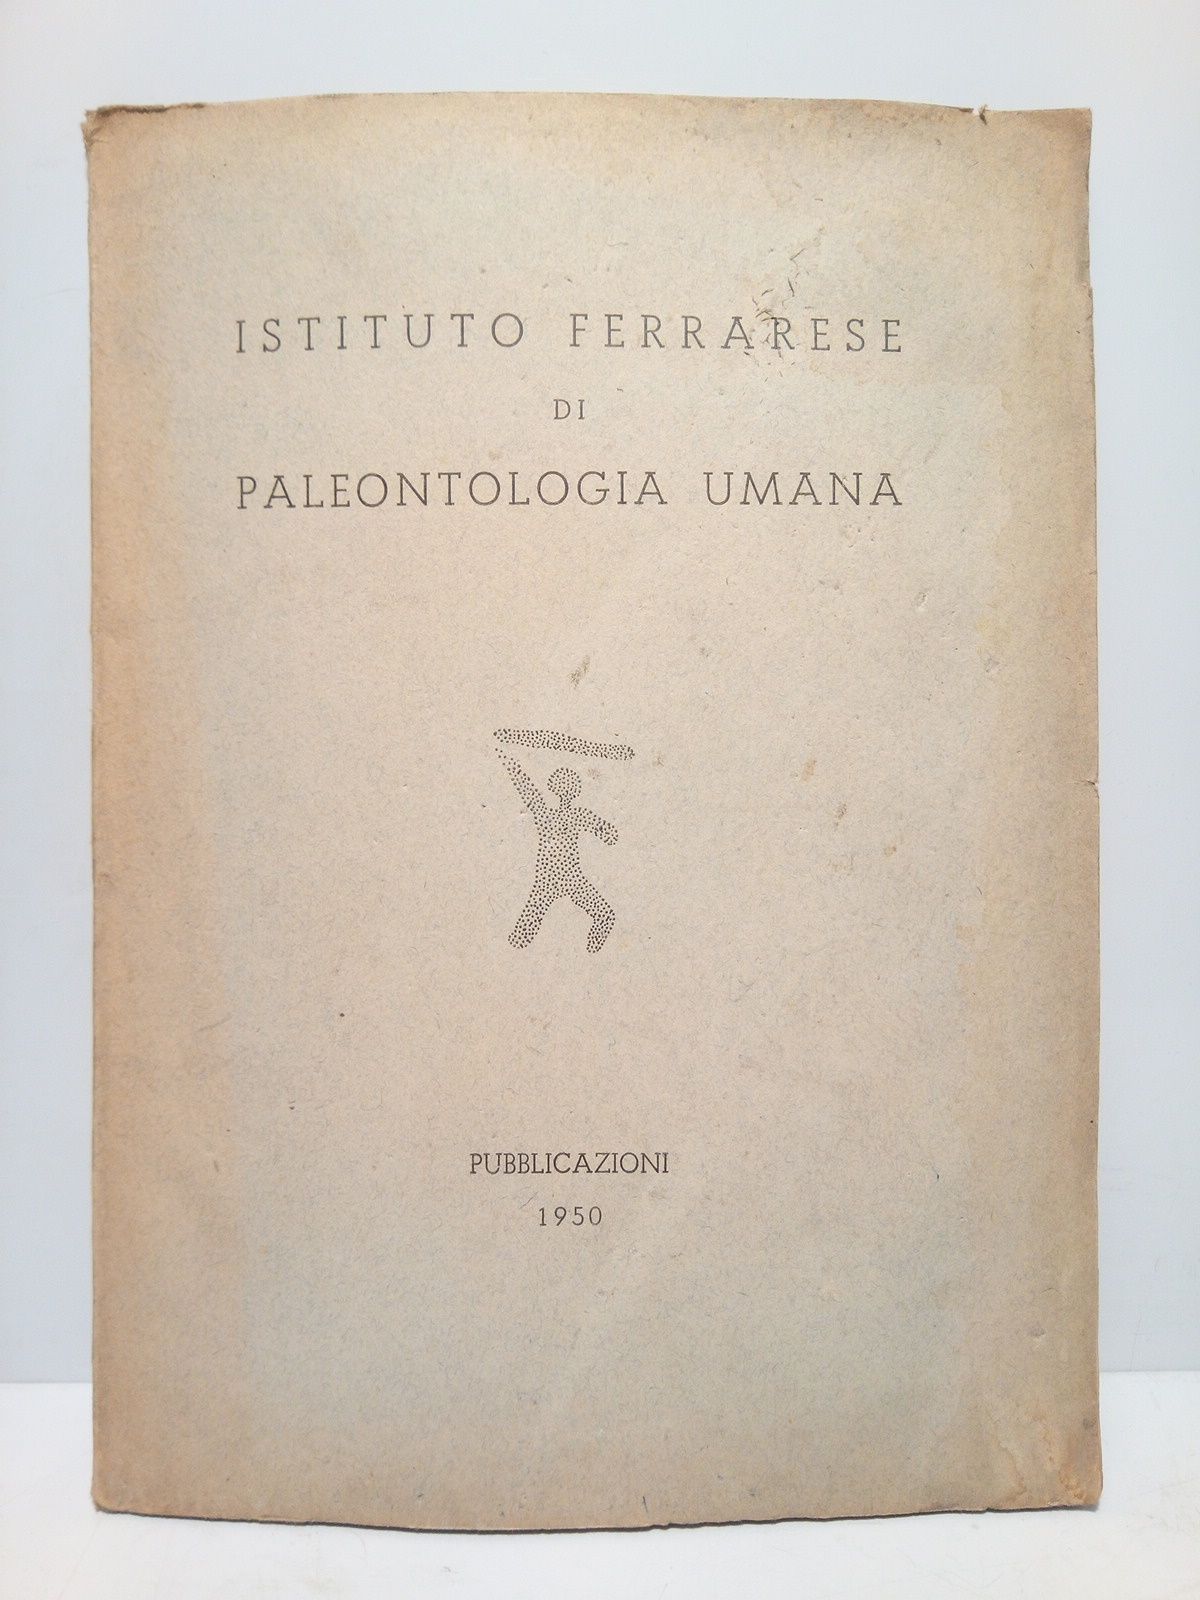 ISTITUTO FERRARESE
DI
PALEONTOLOGIA UMANA
PUBBLICAZIONI
1950